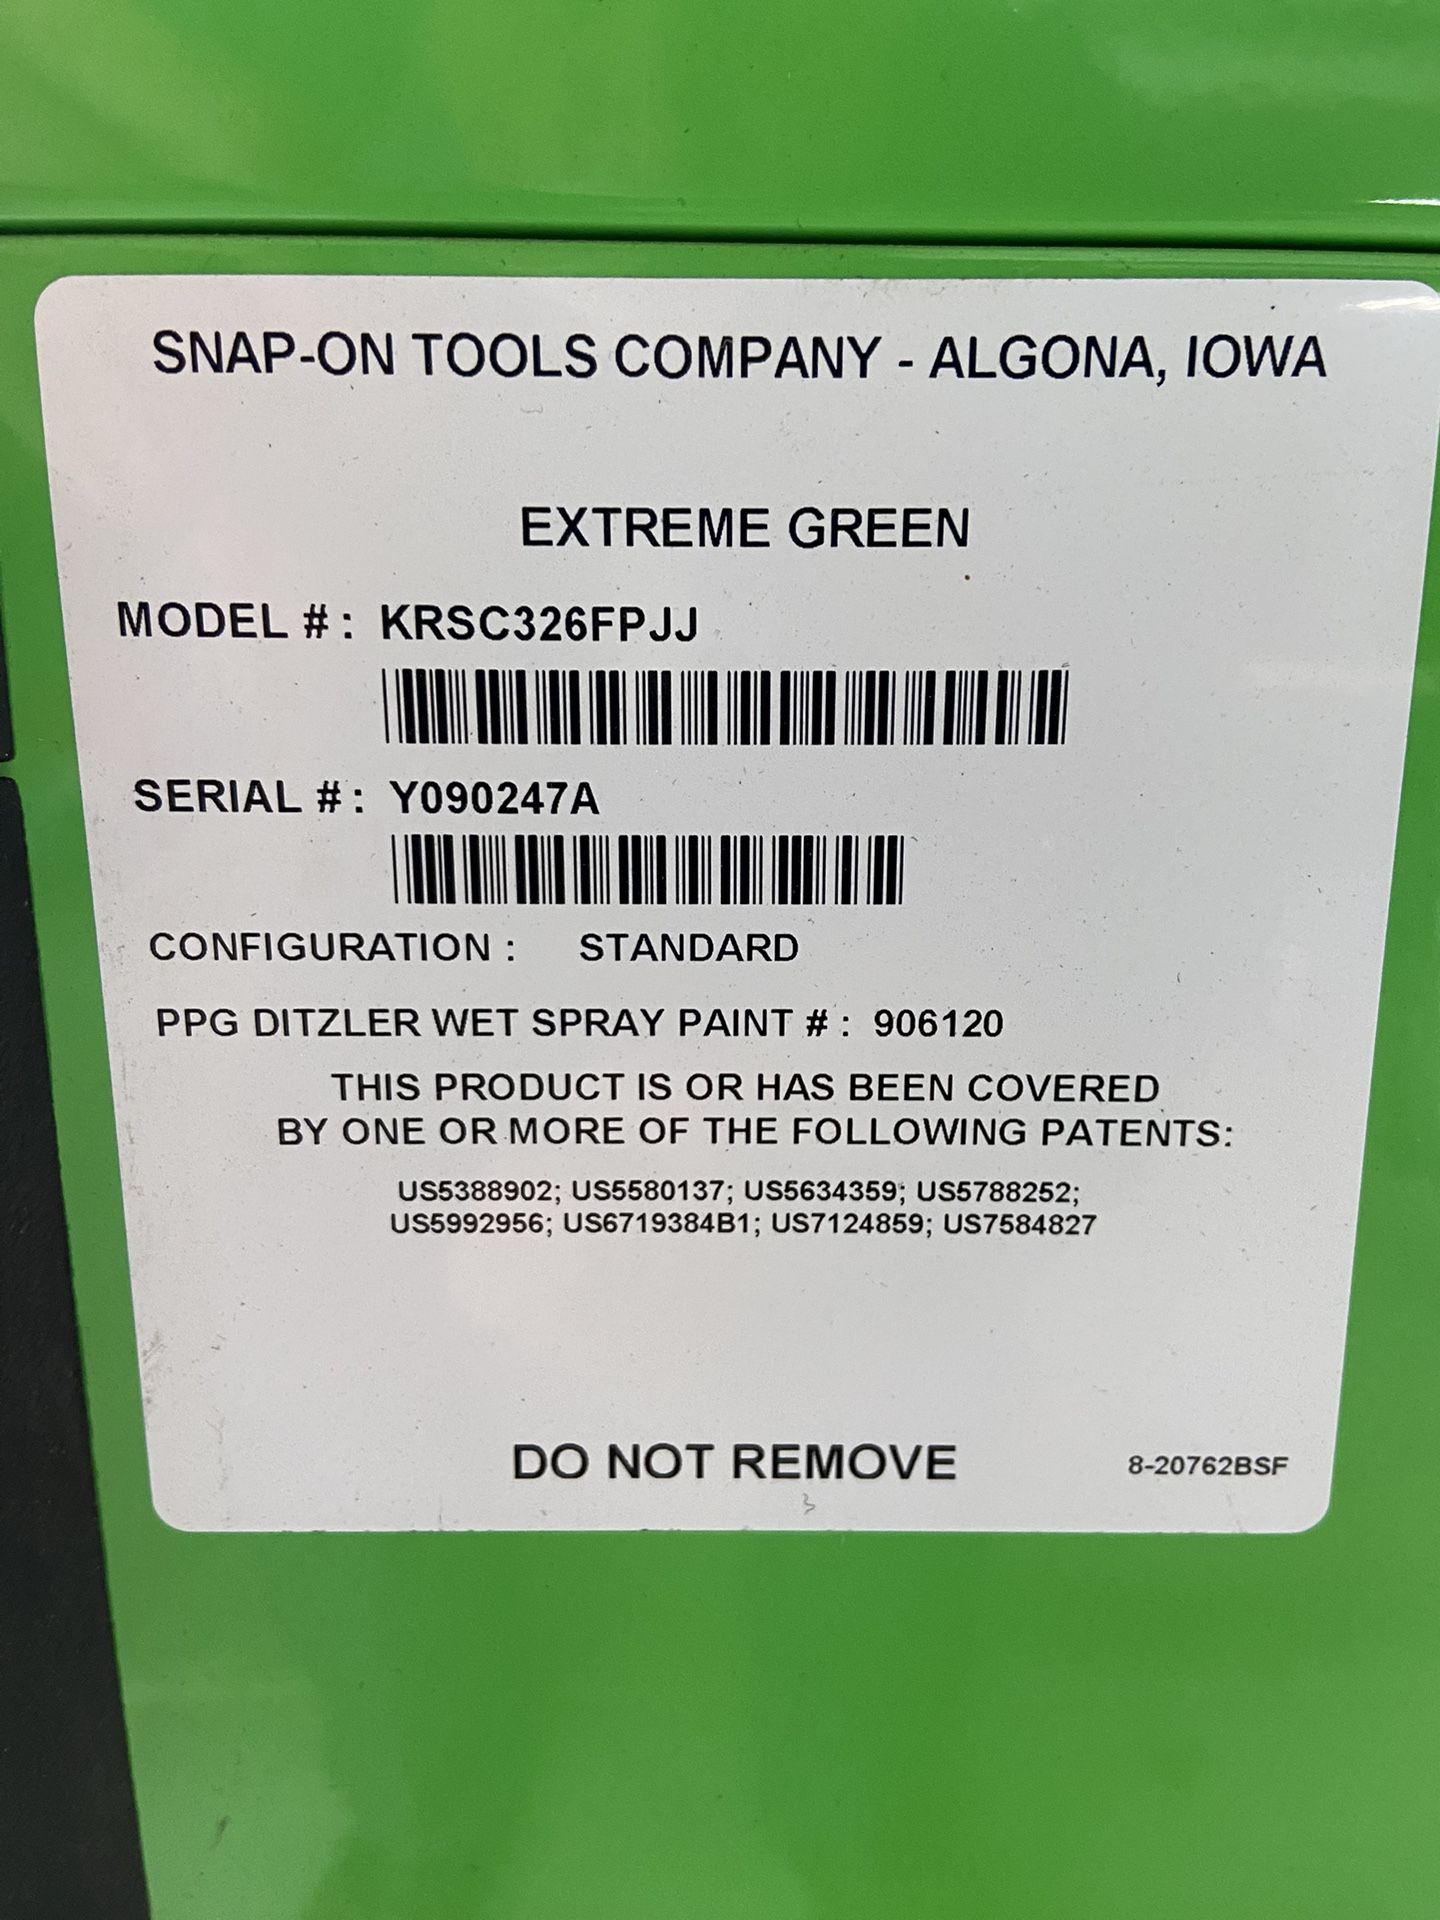 SNAP-ON TOOLS COMPANY - ALGONA, IOWA
EXTREME GREEN
MODEL #: KRSC326FPJJ
SERIAL #: Y090247A
CONFIGURATION : STANDARD
PPG DITZLER WET SPRAY PAINT # : 906120
THIS PRODUCT IS OR HAS BEEN COVERED
BY ONE OR MORE OF THE FOLLOWING PATENTS:
US5388902; US5580137; US5634359; US5788252;
US5992956; US6719384B1; US7124859; US7584827
DO NOT REMOVE
8-20762BSF